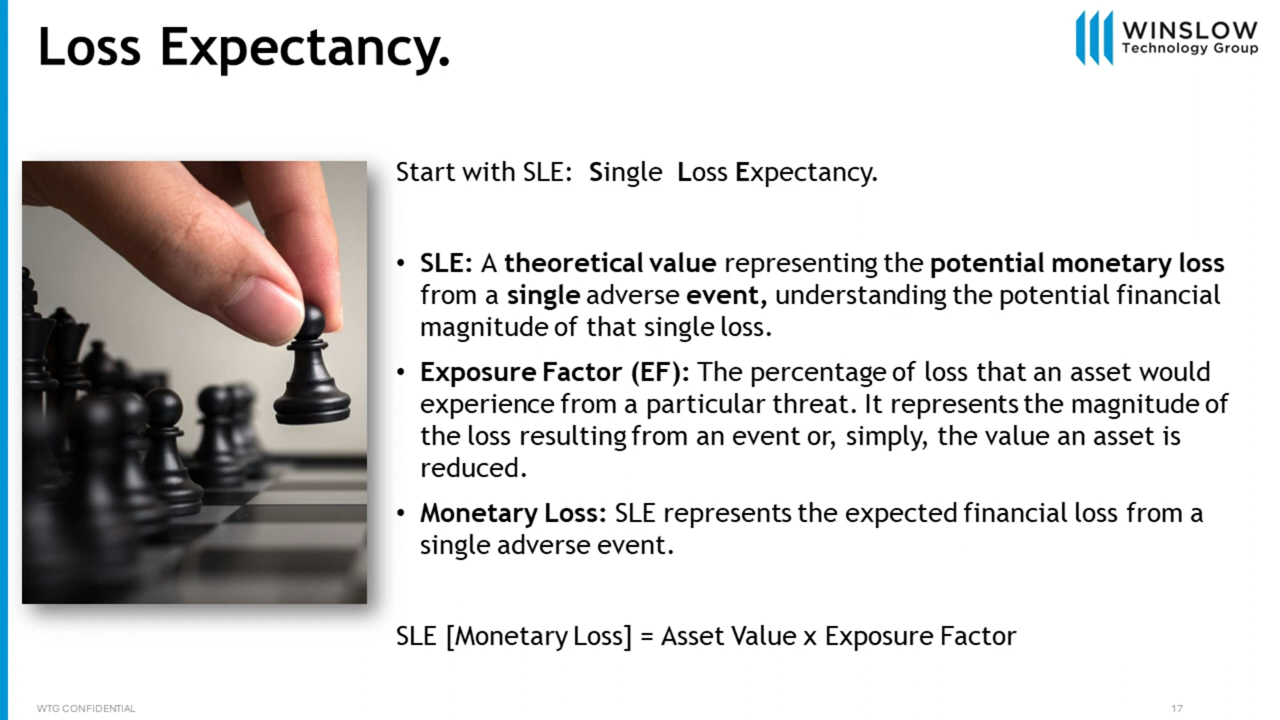 Loss Expectancy.
WINSLOW
Technology Group
Start with SLE: Single Loss Expectancy.
• SLE: A theoretical value representing the potential monetary loss
from a single adverse event, understanding the potential financial
magnitude of that single loss.
• Exposure Factor (EF): The percentage of loss that an asset would
experience from a particular threat. It represents the magnitude of
the loss resulting from an event or, simply, the value an asset is
reduced.
• Monetary Loss: SLE represents the expected financial loss from a
single adverse event.
SLE [Monetary Loss] = Asset Value x Exposure Factor
WTG CONFIDENTIAL
17